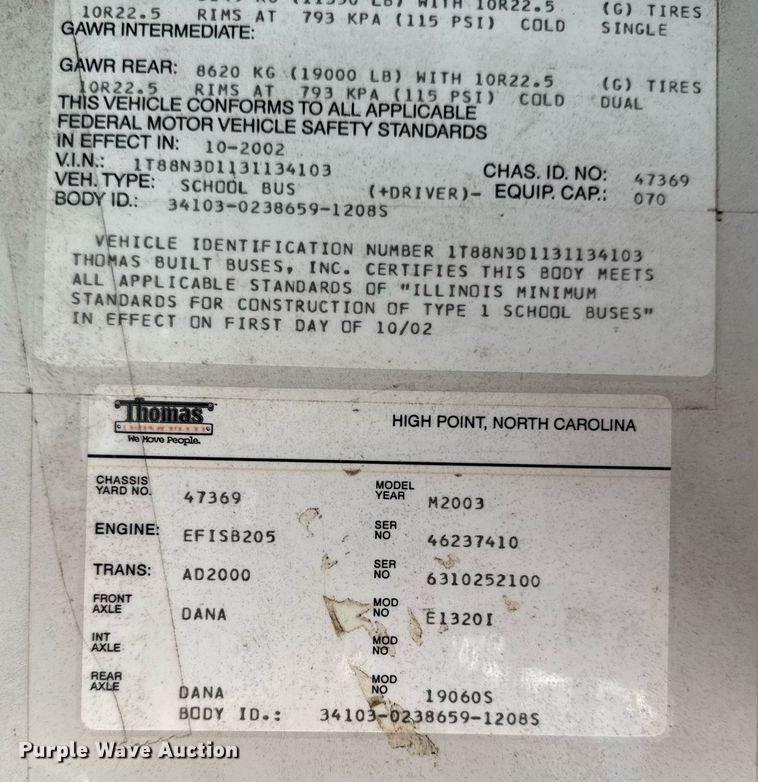 10R22.5 RIMS AT 793 KPA (115 PSI) COLD
WITH 10R22.5 (G) TIRES
SINGLE
GAWR INTERMEDIATE:
GAWR REAR: 8620 KG (19000 LB) WITH 10R22.5 (G) TIRES
10R22.5 RIMS AT 793 KPA (115 PSI) COLD DUAL
THIS VEHICLE CONFORMS TO ALL APPLICABLE
FEDERAL MOTOR VEHICLE SAFETY STANDARDS
IN EFFECT IN: 10-2002
V.I.N.: 1T88N3D1131134103 CHAS. ID. NO: 47369
VEH. TYPE: SCHOOL BUS (+DRIVER)- EQUIP. CAP.: 070
BODY ID.: 34103-0238659-1208S
VEHICLE IDENTIFICATION NUMBER 1T88N3D1131134103
THOMAS BUILT BUSES, INC. CERTIFIES THIS BODY MEETS
ALL APPLICABLE STANDARDS OF "ILLINOIS MINIMUM
STANDARDS FOR CONSTRUCTION OF TYPE 1 SCHOOL BUSES"
IN EFFECT ON FIRST DAY OF 10/02
Thomas
We Move People.
HIGH POINT, NORTH CAROLINA
CHASSIS YARD NO. 47369 MODEL YEAR M2003
ENGINE: EFISB205 SER NO 46237410
TRANS: AD2000 SER NO 6310252100
FRONT AXLE DANA MOD NO E1320I
INT AXLE MOD NO
REAR AXLE DANA MOD NO 19060S
BODY ID.: 34103-0238659-1208S
Purple Wave Auction